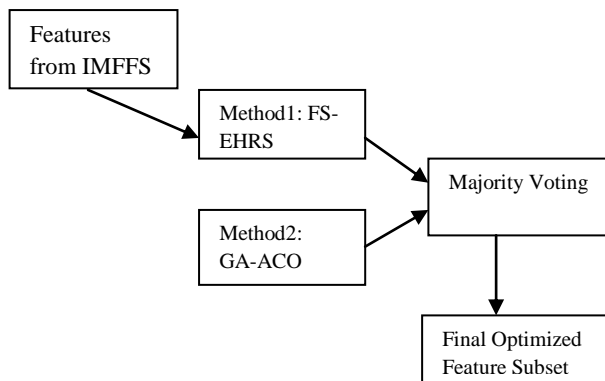 Features
from IMFFS
Method1: FS-
EHRS
Majority Voting
Method2:
GA-ACO
Final Optimized
Feature Subset